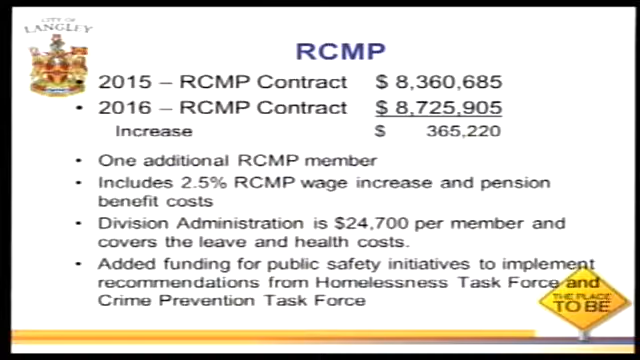 CITY OF
LANGLEY
RCMP
• 2015 – RCMP Contract $ 8,360,685
• 2016 – RCMP Contract $ 8,725,905
Increase $ 365,220
• One additional RCMP member
• Includes 2.5% RCMP wage increase and pension
benefit costs
• Division Administration is $24,700 per member and
covers the leave and health costs.
• Added funding for public safety initiatives to implement
recommendations from Homelessness Task Force and
Crime Prevention Task Force
THE PLACE
TO BE